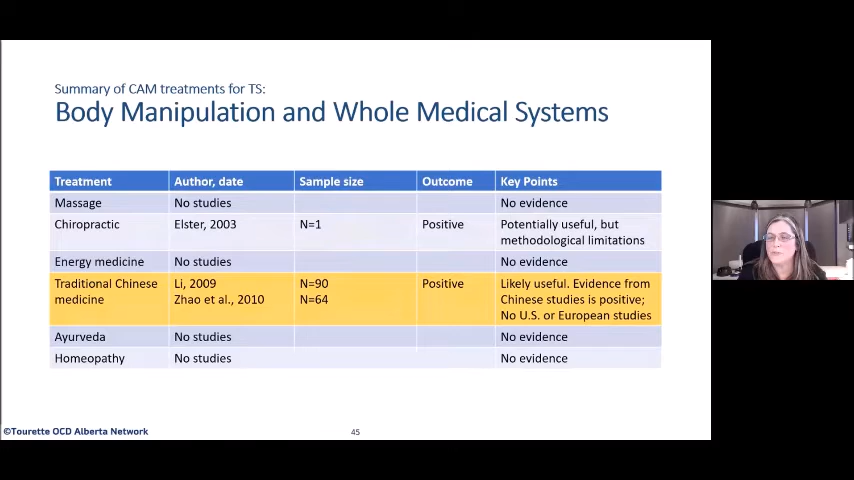 Summary of CAM treatments for TS:
Body Manipulation and Whole Medical Systems
Treatment Author, date Sample size Outcome Key Points
Massage No studies No evidence
Chiropractic Elster, 2003 N=1 Positive Potentially useful, but
methodological limitations
Energy medicine No studies No evidence
Traditional Chinese Li, 2009 N=90 Positive Likely useful. Evidence from
medicine Zhao et al., 2010 N=64 Chinese studies is positive;
No U.S. or European studies
Ayurveda No studies No evidence
Homeopathy No studies No evidence
©Tourette OCD Alberta Network 45